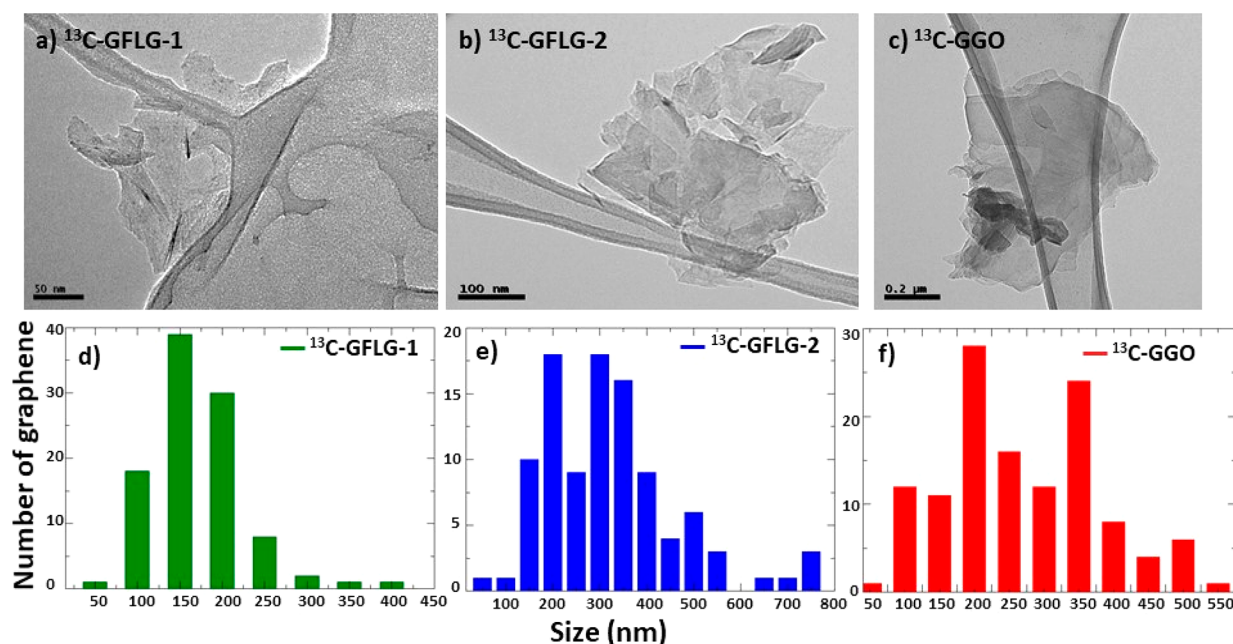 a) ¹³C-GFLG-1
50 nm
b) ¹³C-GFLG-2
100 nm
c) ¹³C-GGO
0.2 µm
Number of graphene
d)
¹³C-GFLG-1
40
30
20
10
0
50 100 150 200 250 300 350 400 450
e)
¹³C-GFLG-2
20
15
10
5
0
100 200 300 400 500 600 700 800
f)
¹³C-GGO
30
20
10
0
50 100 150 200 250 300 350 400 450 500 550
Size (nm)